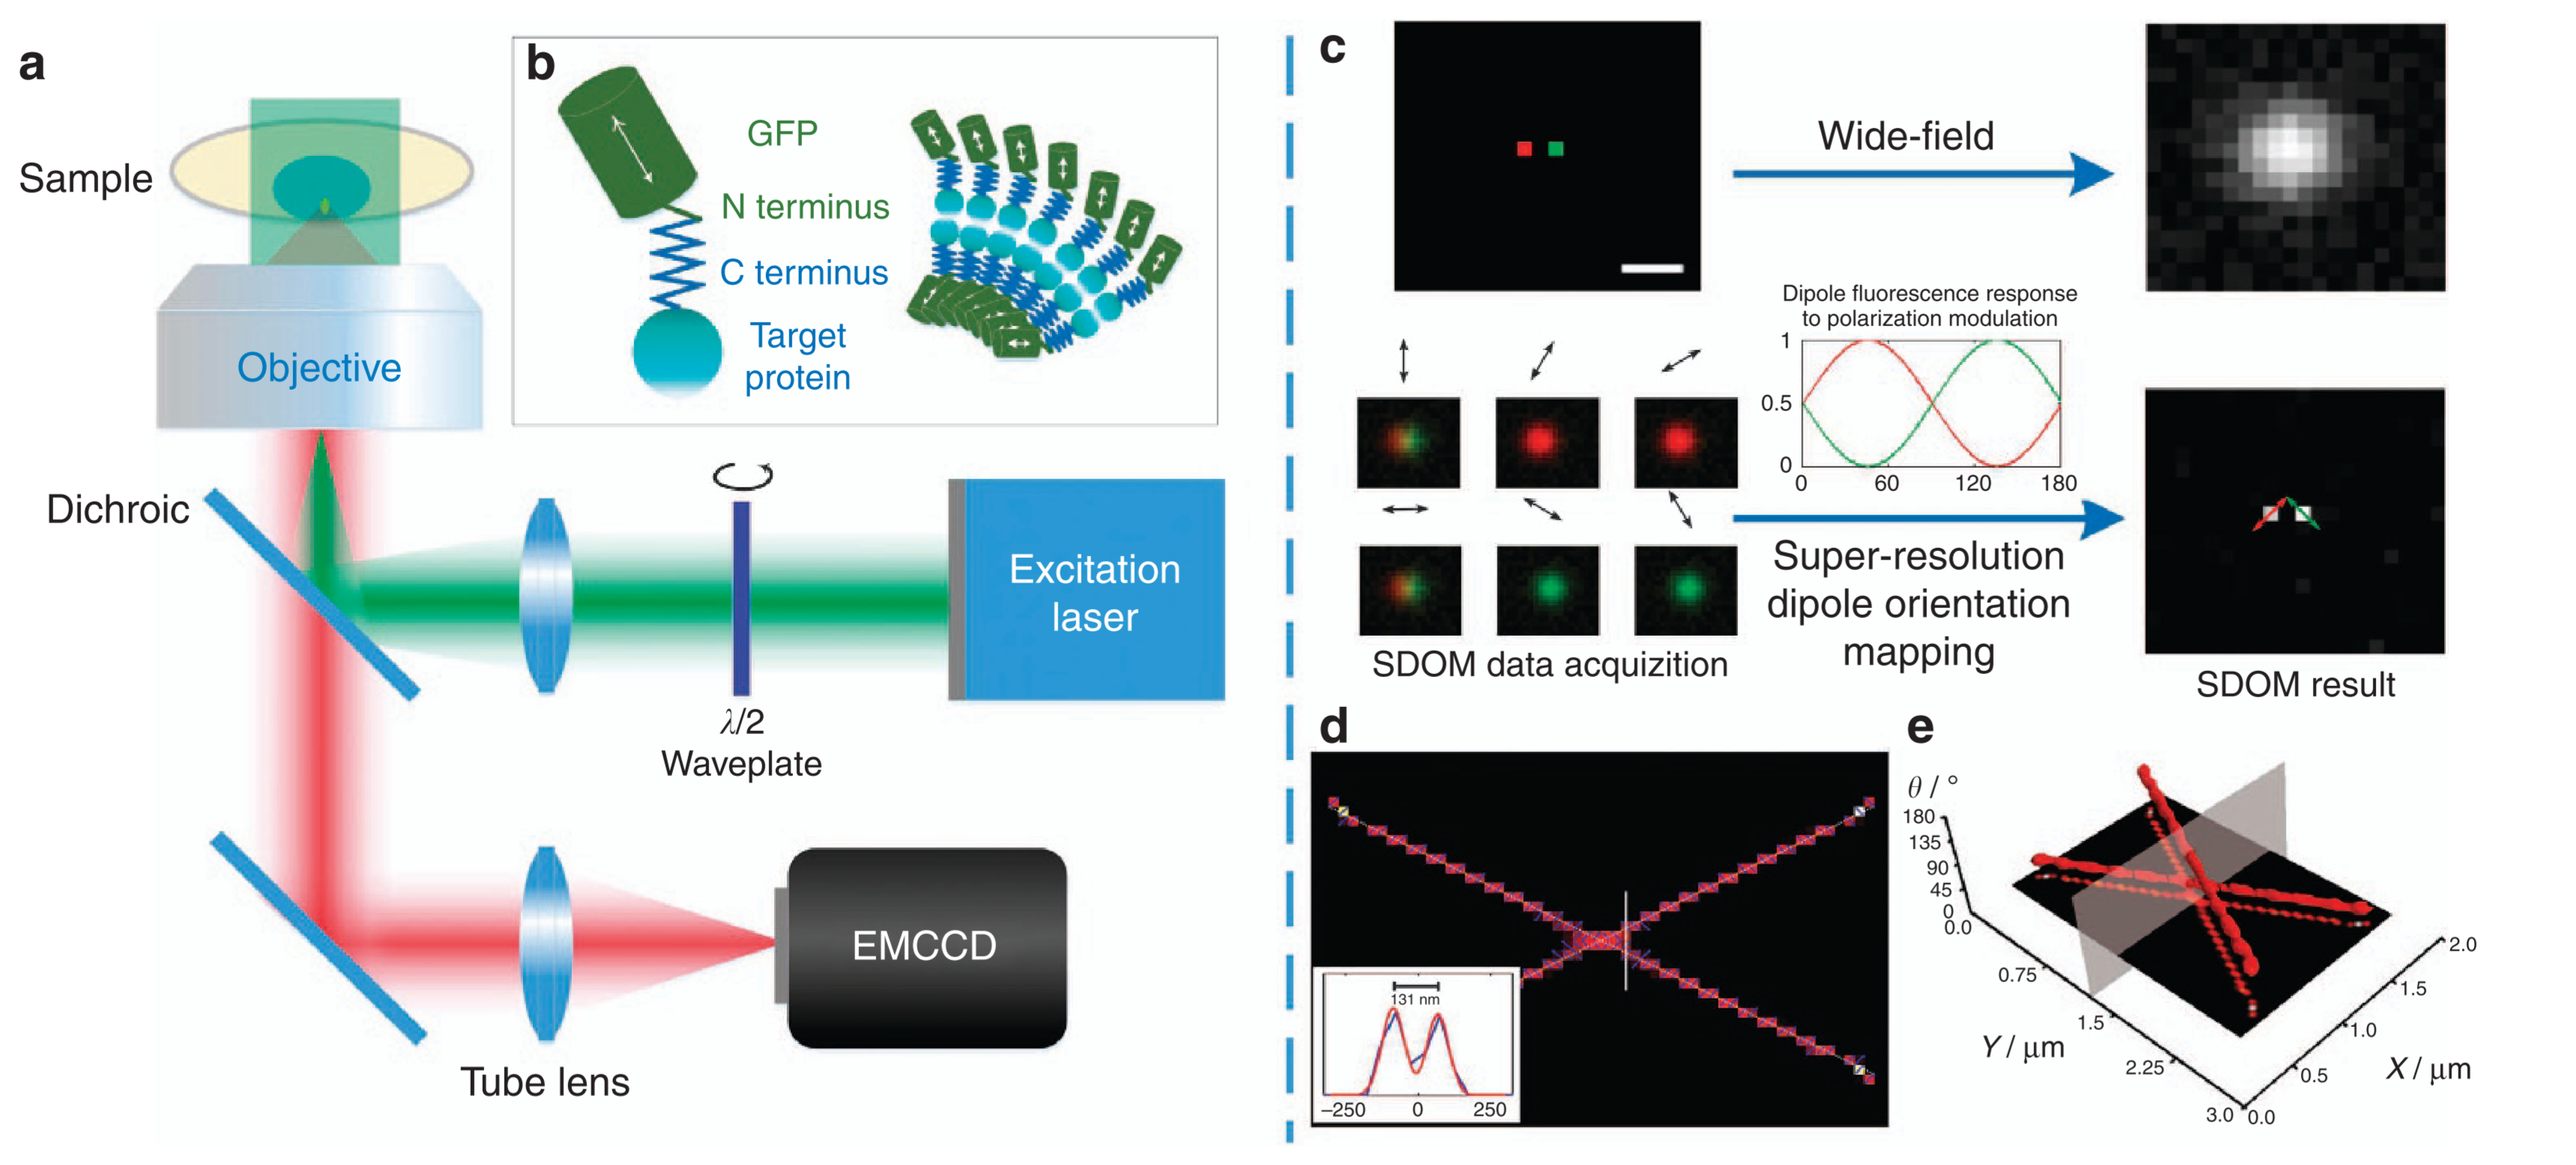 a
Sample
Objective
Dichroic
λ/2
Waveplate
Excitation
laser
EMCCD
Tube lens
b
GFP
N terminus
C terminus
Target
protein
c
Wide-field
Dipole fluorescence response
to polarization modulation
1
0.5
0
0
60
120
180
SDOM data acquizition
Super-resolution
dipole orientation
mapping
SDOM result
d
131 nm
−250
0
250
e
θ / °
180
135
90
45
0
0.0
0.75
1.5
2.25
3.0
Y / μm
0.0
0.5
1.0
1.5
2.0
X / μm